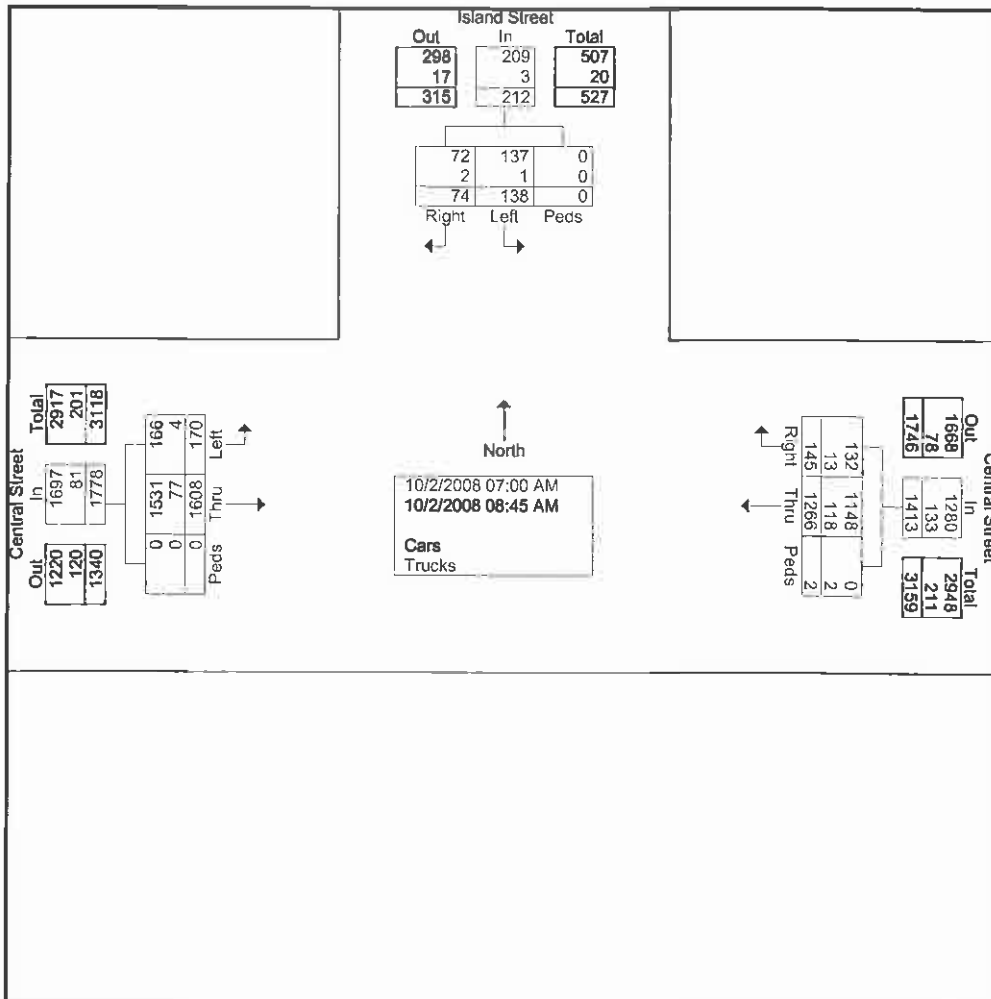 Island Street
Out In Total
298 209 507
17 3 20
315 212 527
72 137 0
2 1 0
74 138 0
Right Left Peds
Central Street
Total
2917
201
3118
In
1697
81
1778
Out
1220
120
1340
166
4
170
Left
1531
77
1608
Thru
0
0
0
Peds
North
10/2/2008 07:00 AM
10/2/2008 08:45 AM
Cars
Trucks
Right
132
13
145
Thru
1148
118
1266
Peds
0
2
2
Central Street
Out
1668
78
1746
In
1280
133
1413
Total
2948
211
3159